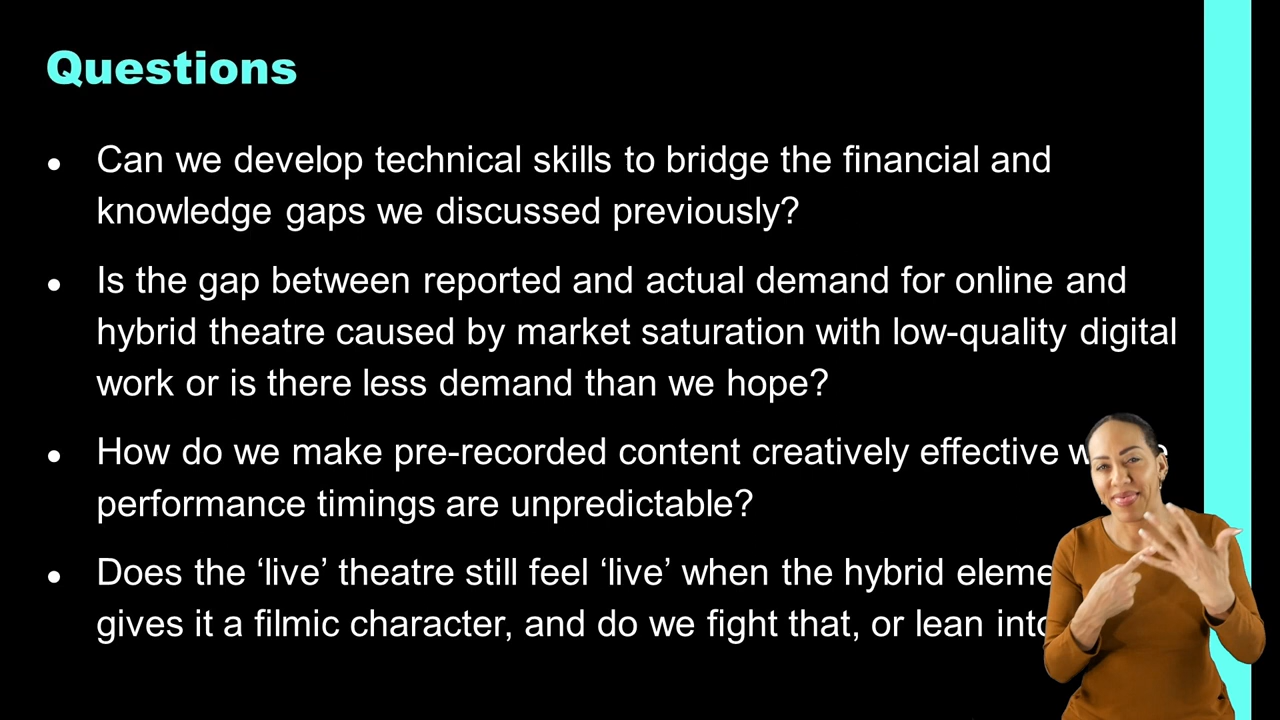 Questions
• Can we develop technical skills to bridge the financial and
knowledge gaps we discussed previously?
• Is the gap between reported and actual demand for online and
hybrid theatre caused by market saturation with low-quality digital
work or is there less demand than we hope?
• How do we make pre-recorded content creatively effective
performance timings are unpredictable?
• Does the ‘live’ theatre still feel ‘live’ when the hybrid
gives it a filmic character, and do we fight that, or lean